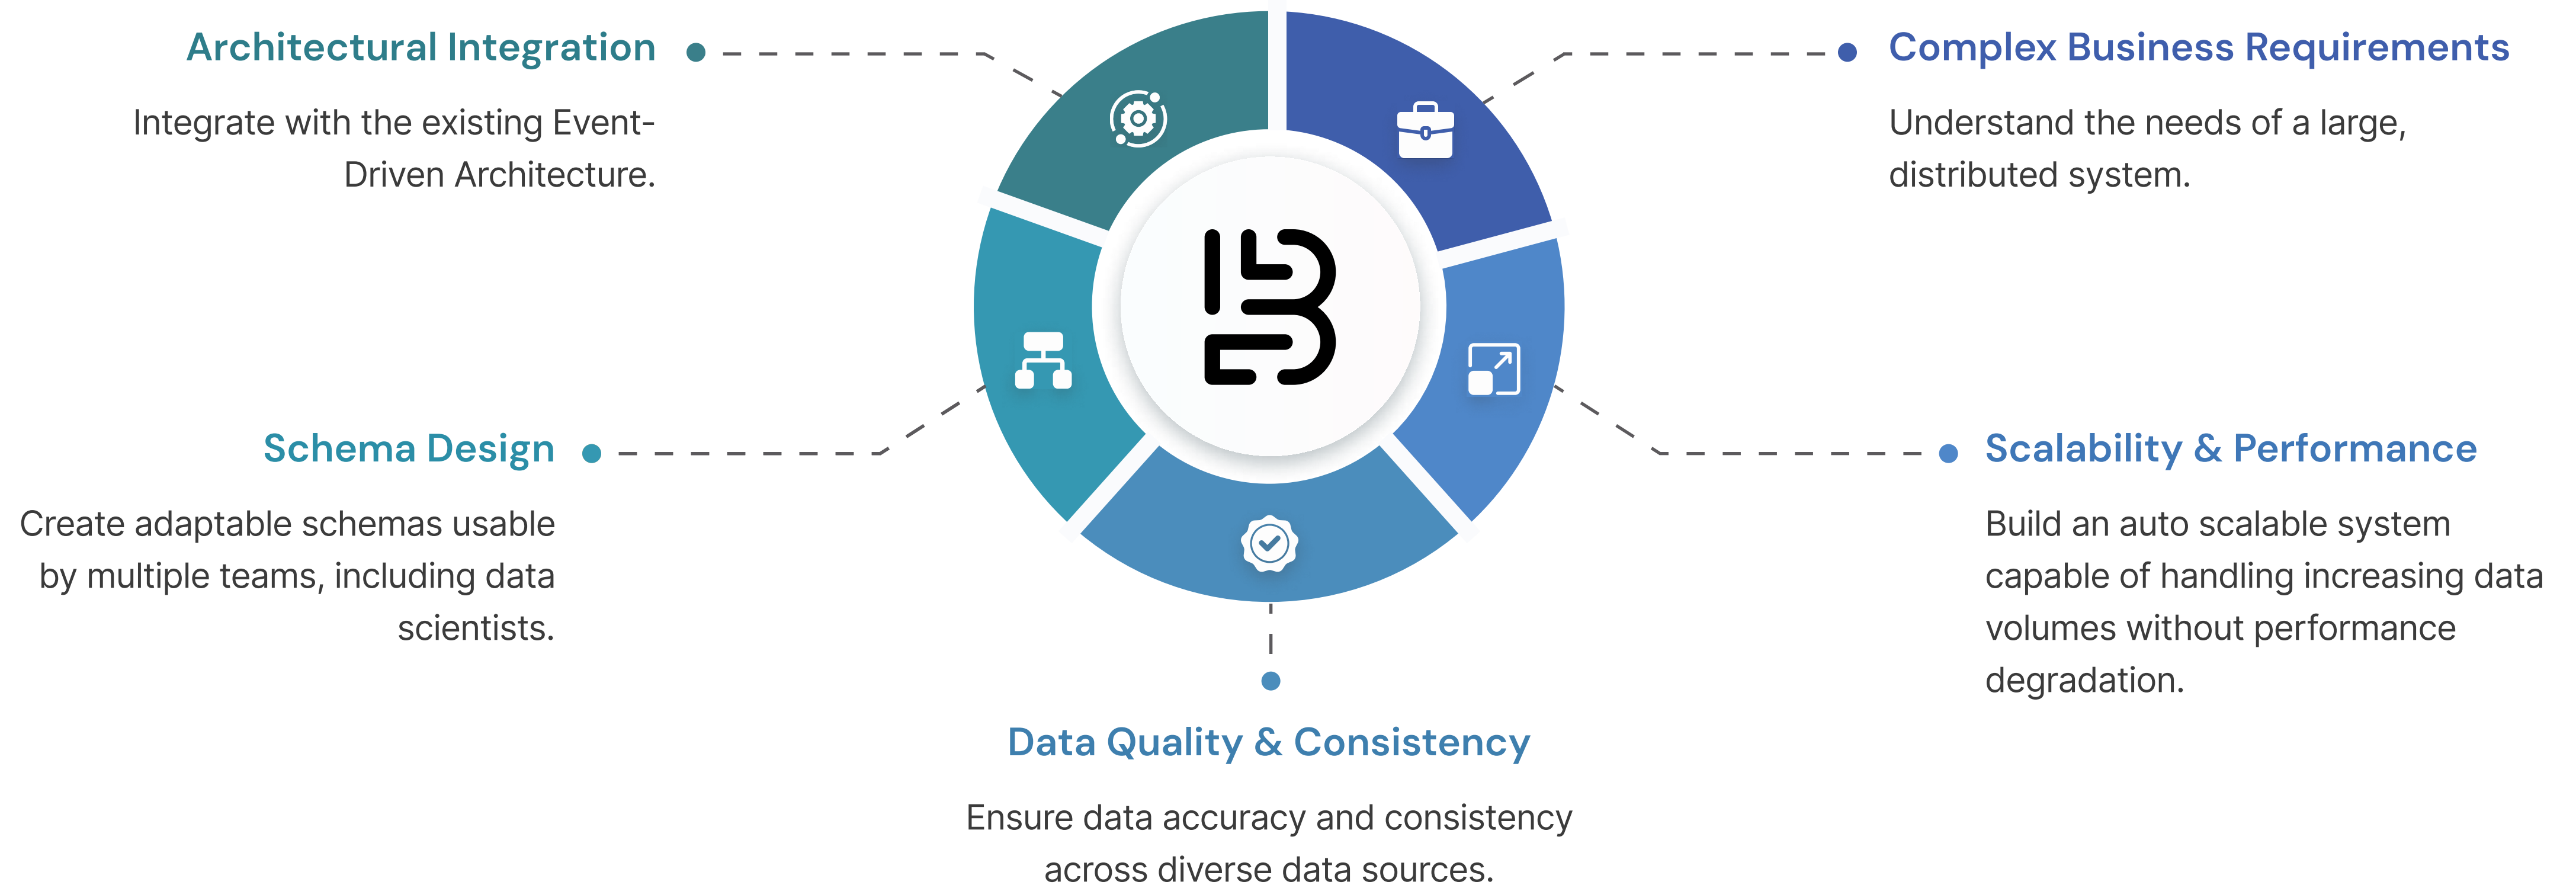 Architectural Integration
Integrate with the existing Event-
Driven Architecture.
Complex Business Requirements
Understand the needs of a large,
distributed system.
Schema Design
Create adaptable schemas usable
by multiple teams, including data
scientists.
Scalability & Performance
Build an auto scalable system
capable of handling increasing data
volumes without performance
degradation.
Data Quality & Consistency
Ensure data accuracy and consistency
across diverse data sources.